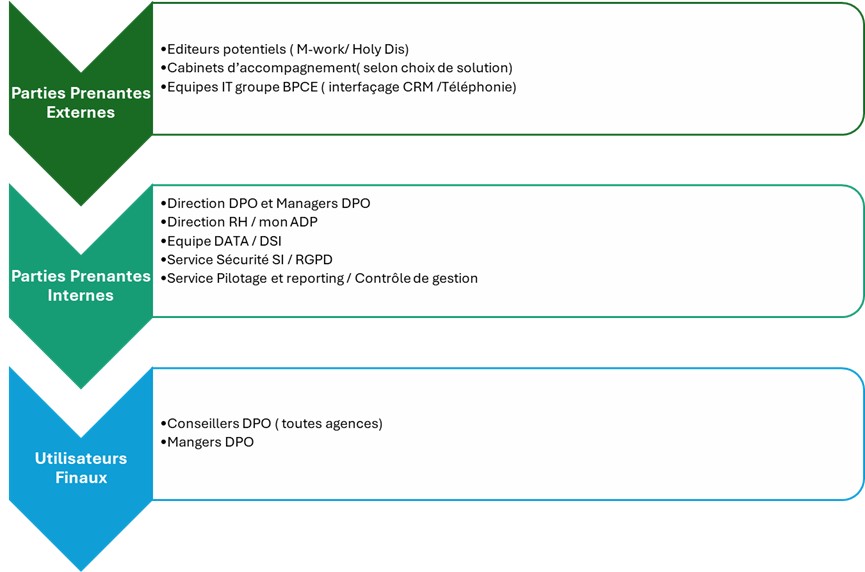 Parties Prenantes
Externes
•Editeurs potentiels ( M-work/ Holy Dis)
•Cabinets d’accompagnement( selon choix de solution)
•Equipes IT groupe BPCE ( interfaçage CRM /Téléphonie)
Parties Prenantes
Internes
•Direction DPO et Managers DPO
•Direction RH / mon ADP
•Equipe DATA / DSI
•Service Sécurité SI / RGPD
•Service Pilotage et reporting / Contrôle de gestion
Utilisateurs
Finaux
•Conseillers DPO ( toutes agences)
•Mangers DPO